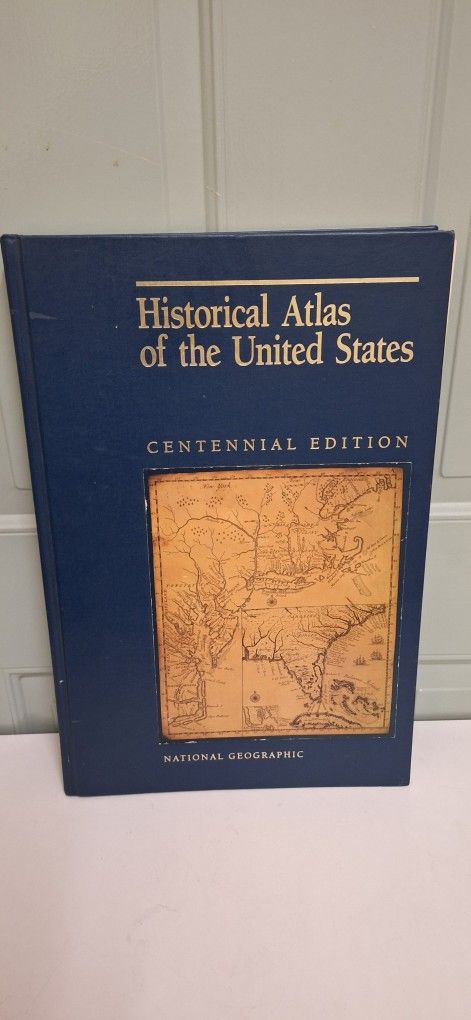 Historical Atlas
of the United States
CENTENNIAL EDITION
NATIONAL GEOGRAPHIC